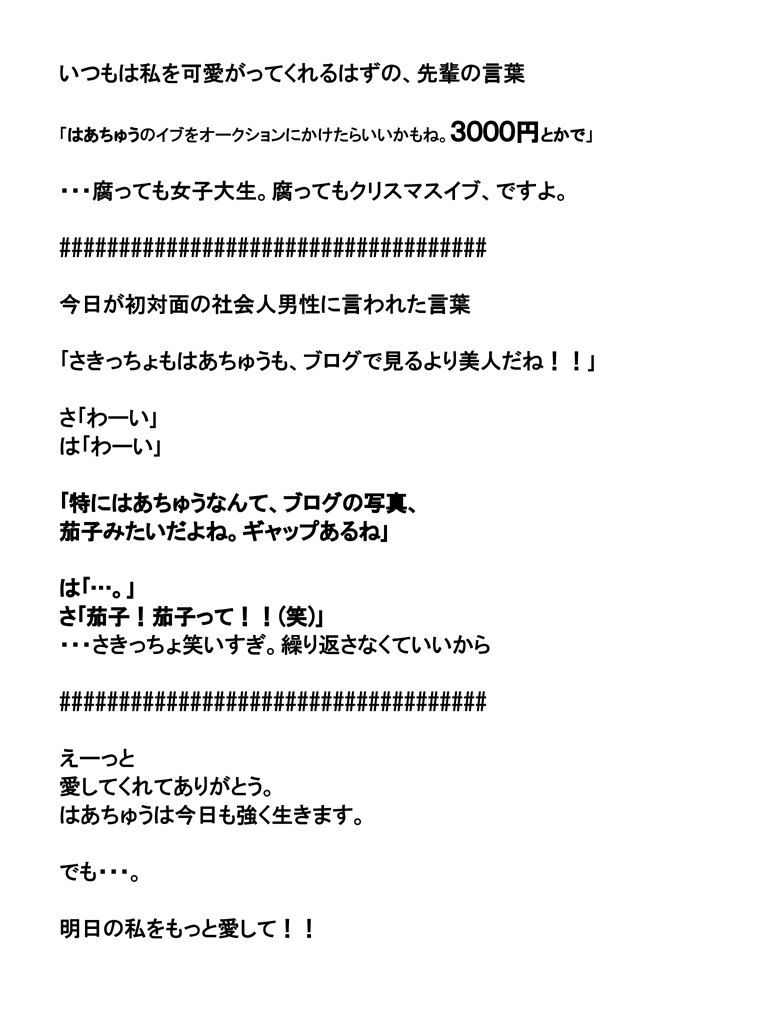 いつもは私を可愛がってくれるはずの、先輩の言葉
「はあちゅうのイブをオークションにかけたらいいかもね。3000円とかで」
・・・腐っても女子大生。腐ってもクリスマスイブ、ですよ。
####################################
今日が初対面の社会人男性に言われた言葉
「さきっちょもはあちゅうも、ブログで見るより美人だね！！」
さ「わーい」
は「わーい」
「特にはあちゅうなんて、ブログの写真、
茄子みたいだよね。ギャップあるね」
は「…。」
さ「茄子！茄子って！！(笑)」
・・・さきっちょ笑いすぎ。繰り返さなくていいから
####################################
えーっと
愛してくれてありがとう。
はあちゅうは今日も強く生きます。
でも・・・。
明日の私をもっと愛して！！